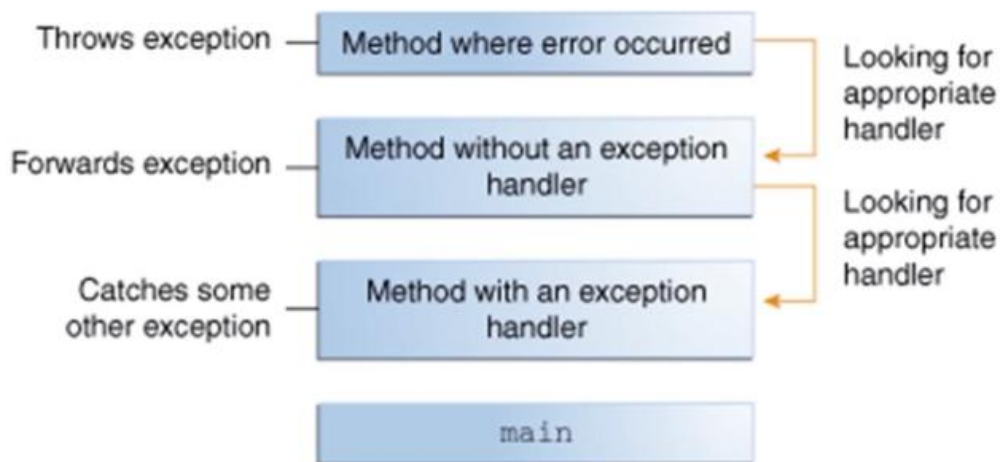 Throws exception
Method where error occurred
Looking for
appropriate
handler
Forwards exception
Method without an exception
handler
Looking for
appropriate
handler
Catches some
other exception
Method with an exception
handler
main